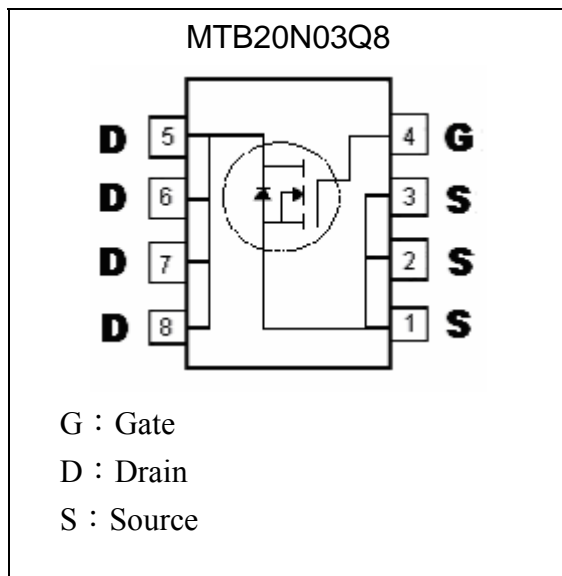 MTB20N03Q8
D 5 4 G
D 6 3 S
D 7 2 S
D 8 1 S
G：Gate
D：Drain
S：Source